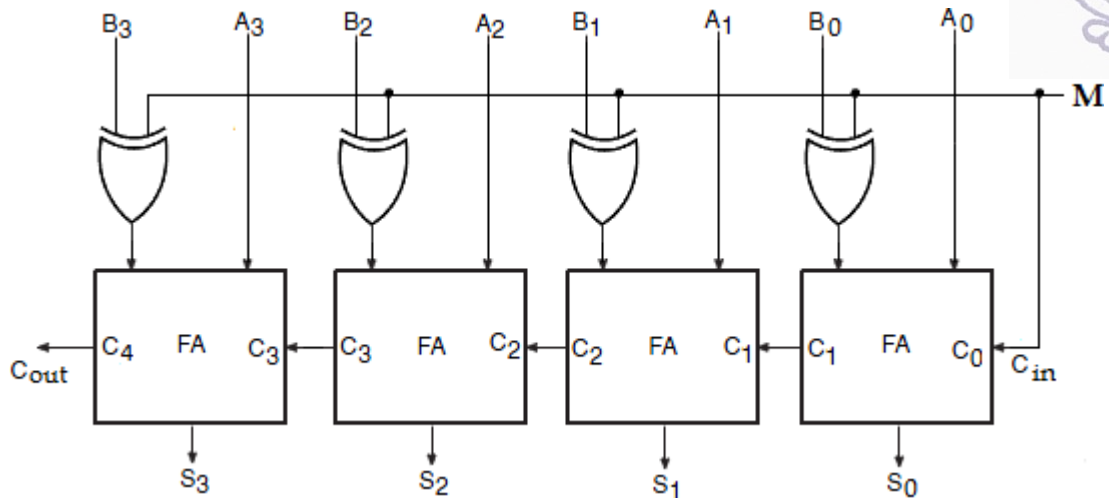 B3 A3 B2 A2 B1 A1 B0 A0
M
C4 FA C3 C3 FA C2 C2 FA C1 C1 FA C0
Cout Cin
S3 S2 S1 S0